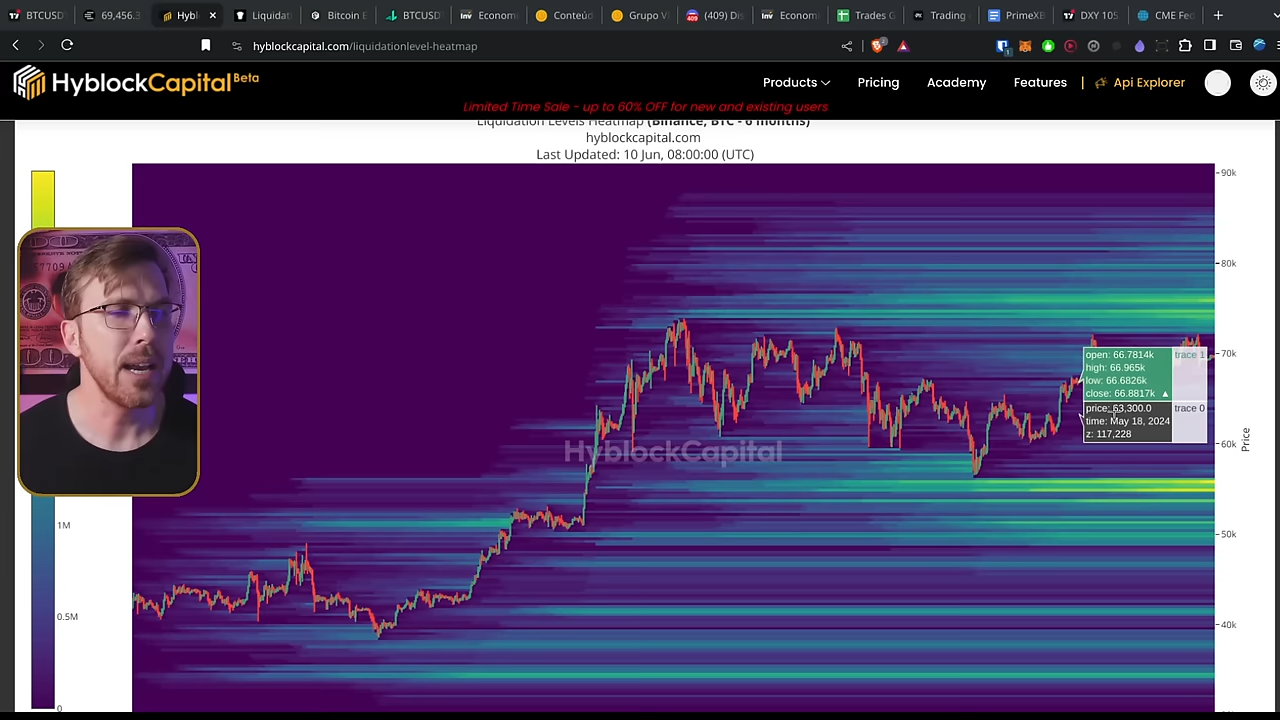 BTCUSD
69,456.3
Hyb
Liquidati
Bitcoin E
BTCUSD
Econom
Conteúd
Grupo V
(409) Dis
Econom
Trades G
Trading
PrimeXB
DXY 105
CME Fed
hyblockcapital.com/liquidationlevel-heatmap
HyblockCapital Beta
Products
Pricing
Academy
Features
Api Explorer
Limited Time Sale - up to 60% OFF for new and existing users
Liquidation Levels Heatmap (Binance, BTC - 6 months)
hyblockcapital.com
Last Updated: 10 Jun, 08:00:00 (UTC)
90k
80k
70k
60k
50k
40k
Price
1M
0.5M
0
HyblockCapital
open: 66.7814k
high: 66.965k
low: 66.6826k
close: 66.8817k ▲
trace 1
price: 63,300.0
time: May 18, 2024
z: 117,228
trace 0